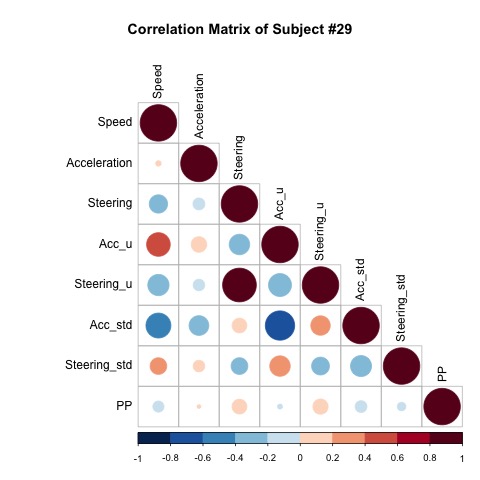 Correlation Matrix of Subject #29
Speed
Acceleration
Steering
Acc_u
Steering_u
Acc_std
Steering_std
PP
Speed
Acceleration
Steering
Acc_u
Steering_u
Acc_std
Steering_std
PP
-1 -0.8 -0.6 -0.4 -0.2 0 0.2 0.4 0.6 0.8 1